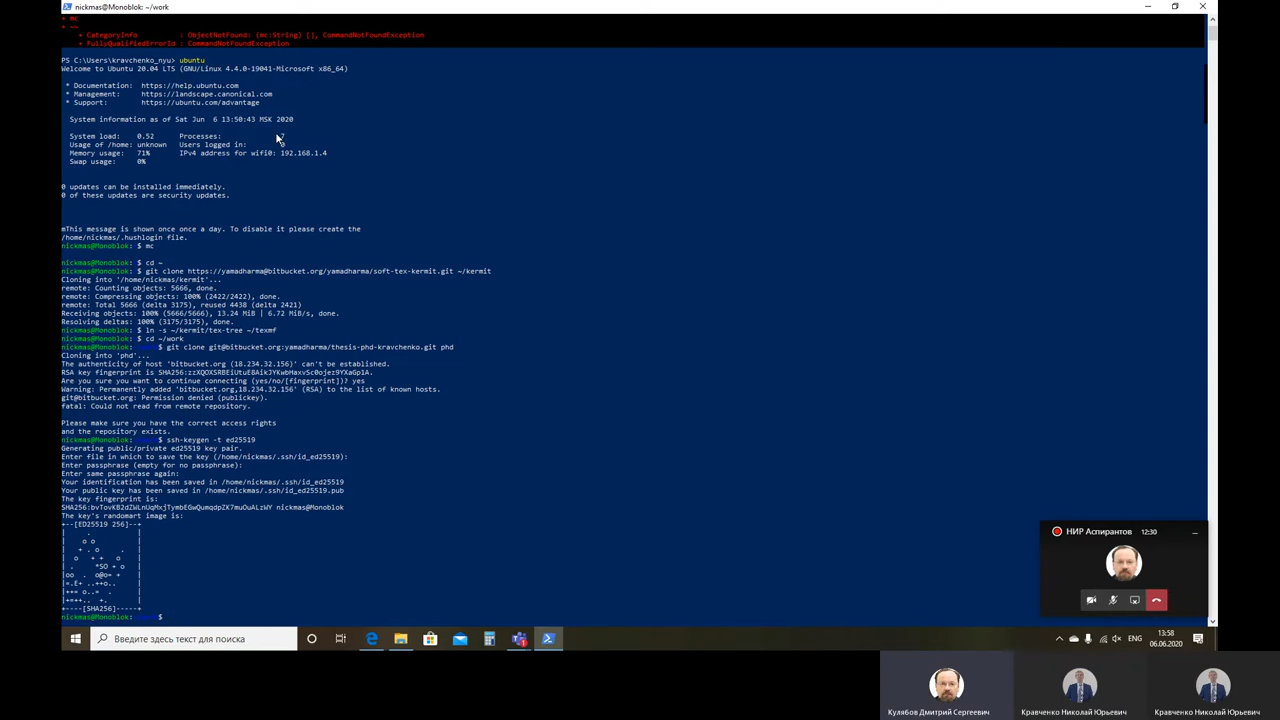 nickmas@Monoblok: ~/work
+ mc
+ ~~
+ CategoryInfo : ObjectNotFound: (mc:String) [], CommandNotFoundException
+ FullyQualifiedErrorId : CommandNotFoundException
PS C:\Users\kravchenko_nyu> ubuntu
Welcome to Ubuntu 20.04 LTS (GNU/Linux 4.4.0-19041-Microsoft x86_64)
* Documentation: https://help.ubuntu.com
* Management: https://landscape.canonical.com
* Support: https://ubuntu.com/advantage
System information as of Sat Jun 6 13:50:43 MSK 2020
System load: 0.52 Processes: 7
Usage of /home: unknown Users logged in: 0
Memory usage: 71% IPv4 address for wifi0: 192.168.1.4
Swap usage: 0%
0 updates can be installed immediately.
0 of these updates are security updates.
mThis message is shown once once a day. To disable it please create the
/home/nickmas/.hushlogin file.
nickmas@Monoblok: $ mc
nickmas@Monoblok: $ cd ~
nickmas@Monoblok: $ git clone https://yamadharma@bitbucket.org/yamadharma/soft-tex-kermit.git ~/kermit
Cloning into '/home/nickmas/kermit'...
remote: Counting objects: 5666, done.
remote: Compressing objects: 100% (2422/2422), done.
remote: Total 5666 (delta 3175), reused 4438 (delta 2421)
Receiving objects: 100% (5666/5666), 13.24 MiB | 6.72 MiB/s, done.
Resolving deltas: 100% (3175/3175), done.
nickmas@Monoblok: $ ln -s ~/kermit/tex-tree ~/texmf
nickmas@Monoblok: $ cd ~/work
nickmas@Monoblok: $ git clone git@bitbucket.org:yamadharma/thesis-phd-kravchenko.git phd
Cloning into 'phd'...
The authenticity of host 'bitbucket.org (18.234.32.156)' can't be established.
RSA key fingerprint is SHA256:zzXQOXSRBEiUtuE8AikJYKwbHaxvSc0ojez9YXaGp1A.
Are you sure you want to continue connecting (yes/no/[fingerprint])? yes
Warning: Permanently added 'bitbucket.org,18.234.32.156' (RSA) to the list of known hosts.
git@bitbucket.org: Permission denied (publickey).
fatal: Could not read from remote repository.
Please make sure you have the correct access rights
and the repository exists.
nickmas@Monoblok: $ ssh-keygen -t ed25519
Generating public/private ed25519 key pair.
Enter file in which to save the key (/home/nickmas/.ssh/id_ed25519):
Enter passphrase (empty for no passphrase):
Enter same passphrase again:
Your identification has been saved in /home/nickmas/.ssh/id_ed25519
Your public key has been saved in /home/nickmas/.ssh/id_ed25519.pub
The key fingerprint is:
SHA256:bvTovKB2dZWLnUqMxjTymbEGwQumqdpZK7muOuALzWY nickmas@Monoblok
The key's randomart image is:
+--[ED25519 256]--+
| . |
| o o |
| + . o . |
| o + + o |
| . *SO + o |
|oo . o@o= + |
|=.E+ ..++o.. |
|++= o..= . |
|+=++.. +. |
+----[SHA256]-----+
nickmas@Monoblok: $
НИР Аспирантов 12:30
Введите здесь текст для поиска
ENG
13:58
06.06.2020
Кулябов Дмитрий Сергеевич
Кравченко Николай Юрьевич
Кравченко Николай Юрьевич